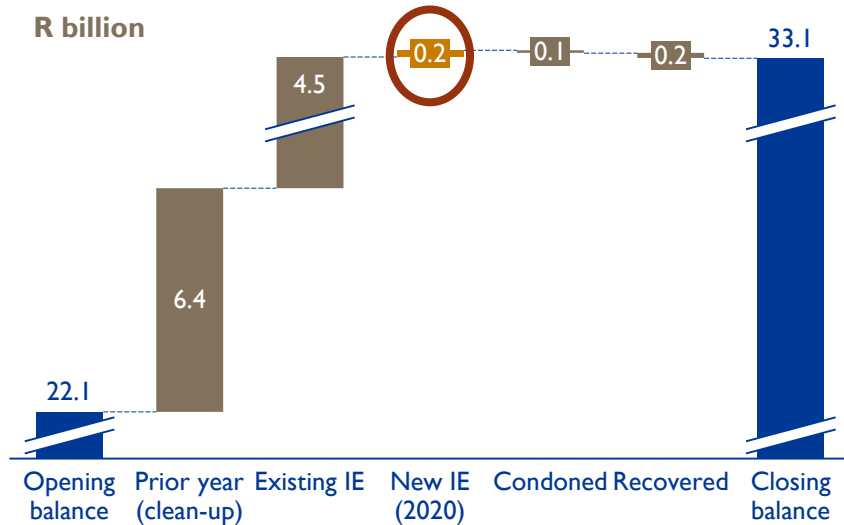 R billion
33.1
0.2
0.1
0.2
4.5
6.4
22.1
Opening
balance
Prior year
(clean-up)
Existing IE
New IE
(2020)
Condoned
Recovered
Closing
balance